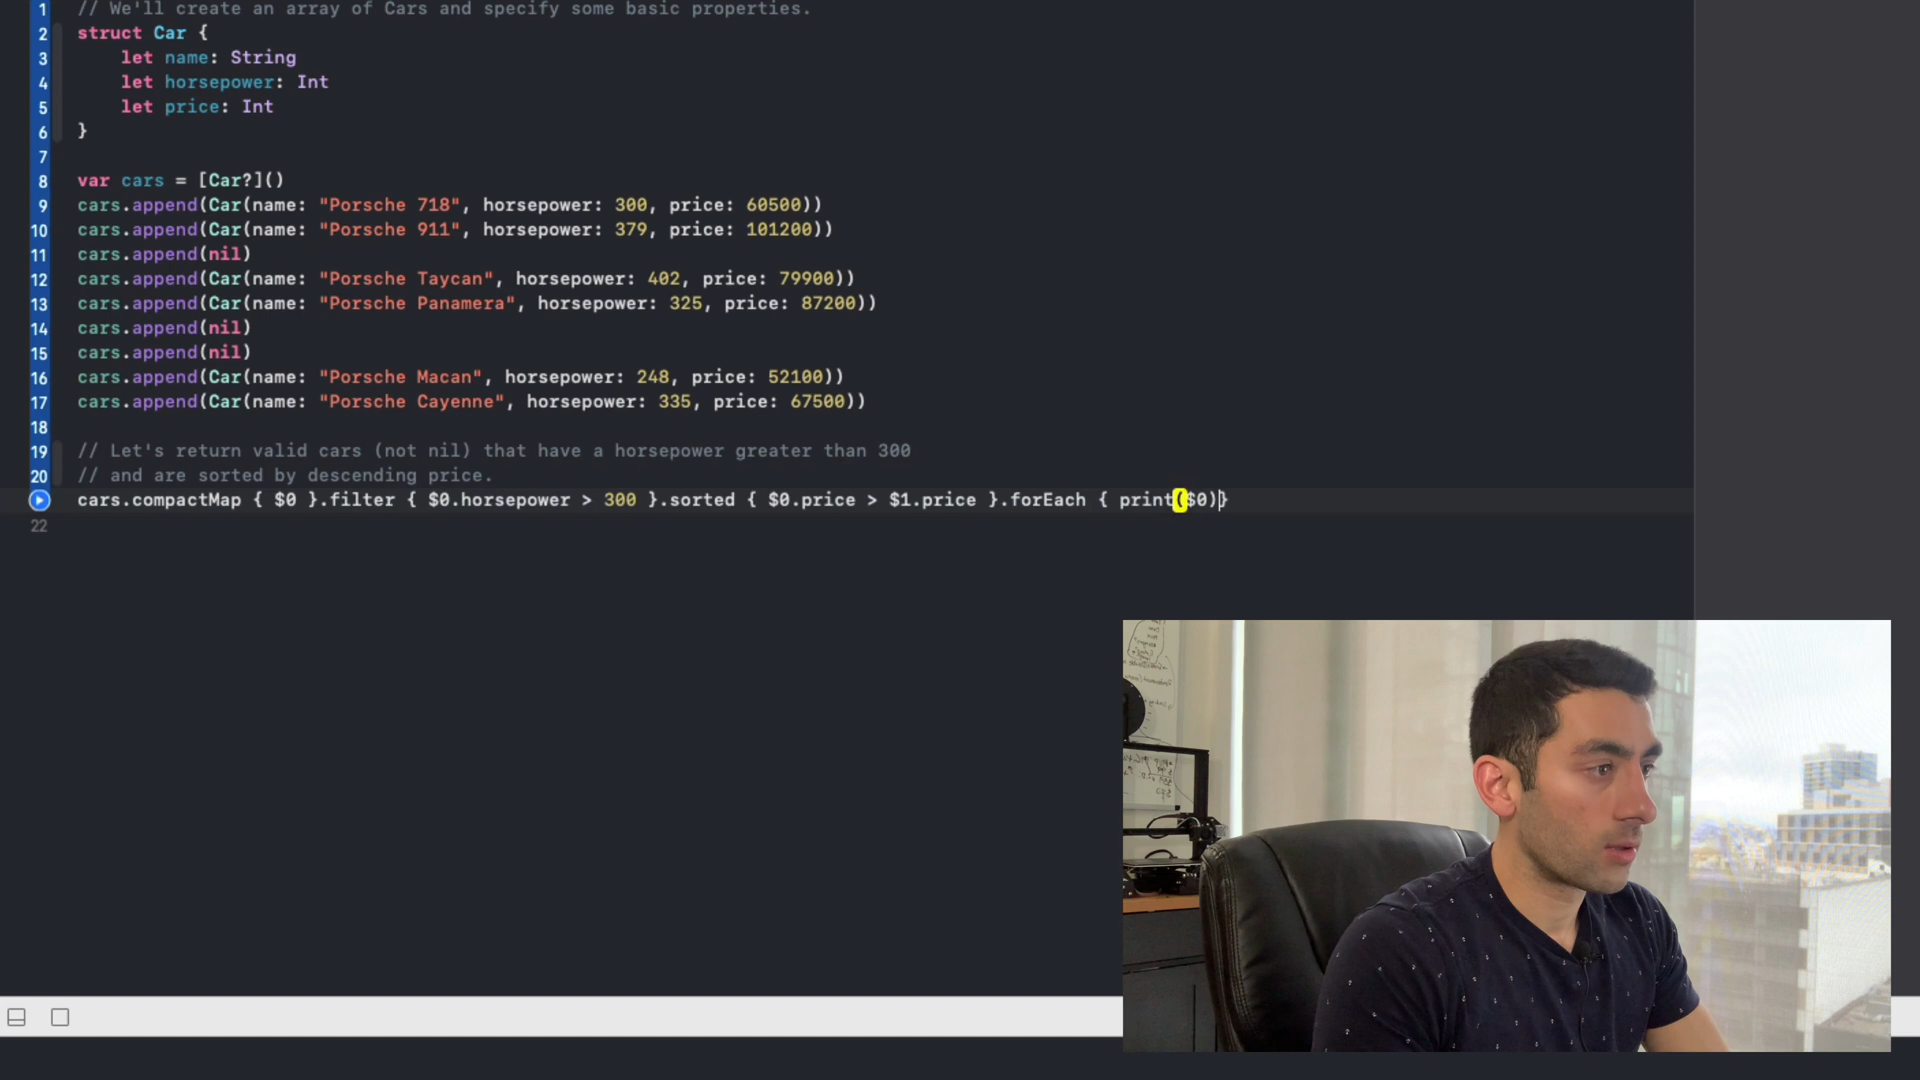 1 // We'll create an array of Cars and specify some basic properties.
2 struct Car {
3 let name: String
4 let horsepower: Int
5 let price: Int
6 }
7
8 var cars = [Car?]()
9 cars.append(Car(name: "Porsche 718", horsepower: 300, price: 60500))
10 cars.append(Car(name: "Porsche 911", horsepower: 379, price: 101200))
11 cars.append(nil)
12 cars.append(Car(name: "Porsche Taycan", horsepower: 402, price: 79900))
13 cars.append(Car(name: "Porsche Panamera", horsepower: 325, price: 87200))
14 cars.append(nil)
15 cars.append(nil)
16 cars.append(Car(name: "Porsche Macan", horsepower: 248, price: 52100))
17 cars.append(Car(name: "Porsche Cayenne", horsepower: 335, price: 67500))
18
19 // Let's return valid cars (not nil) that have a horsepower greater than 300
20 // and are sorted by descending price.
cars.compactMap { $0 }.filter { $0.horsepower > 300 }.sorted { $0.price > $1.price }.forEach { print($0)}
22